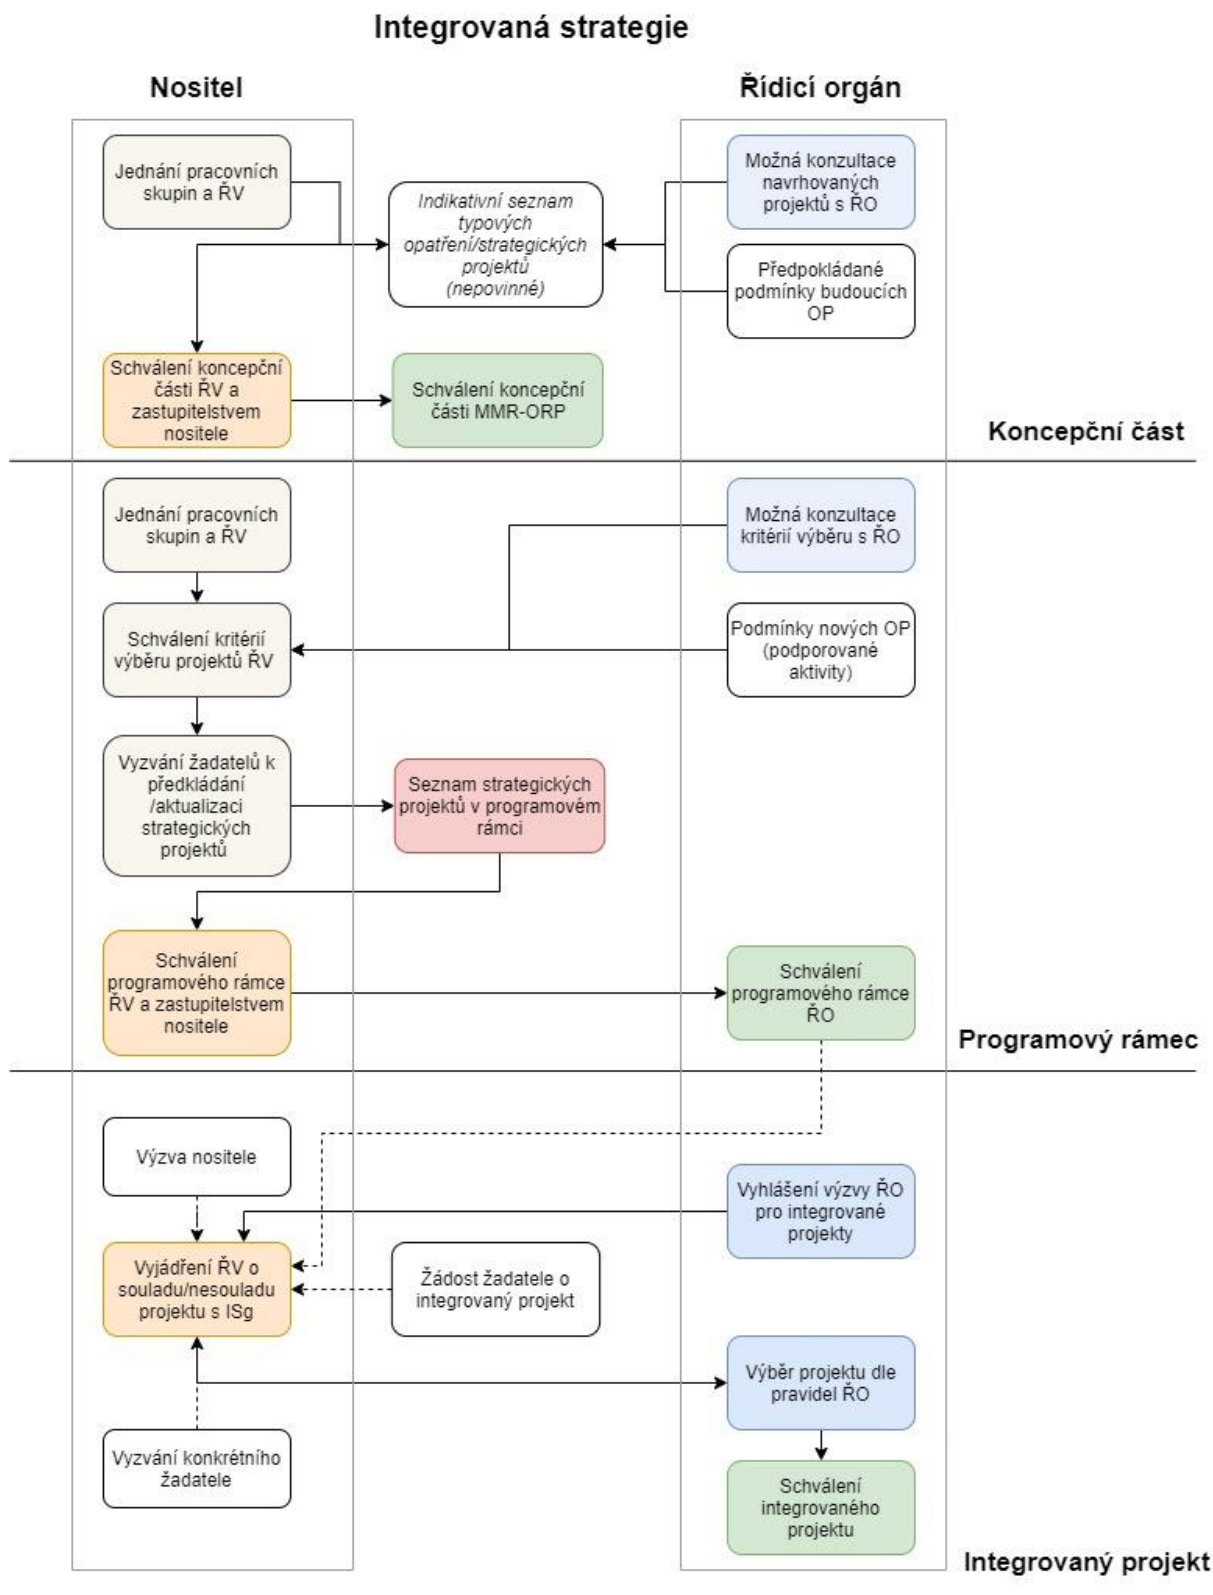 Integrovaná strategie
Nositel
Řídicí orgán
Jednání pracovních
skupin a ŘV
Indikativní seznam
typových
opatření/strategických
projektů
(nepovinné)
Možná konzultace
navrhovaných
projektů s ŘO
Předpokládané
podmínky budoucích
OP
Schválení koncepční
části ŘV a
zastupitelstvem
nositele
Schválení koncepční
části MMR-ORP
Koncepční část
Jednání pracovních
skupin a ŘV
Možná konzultace
kritérií výběru s ŘO
Schválení kritérií
výběru projektů ŘV
Podmínky nových OP
(podporované
aktivity)
Vyzvání žadatelů k
předkládání
/aktualizaci
strategických
projektů
Seznam strategických
projektů v programovém
rámci
Schválení
programového rámce
ŘV a zastupitelstvem
nositele
Schválení
programového rámce
ŘO
Programový rámec
Výzva nositele
Vyhlášení výzvy ŘO
pro integrované
projekty
Vyjádření ŘV o
souladu/nesouladu
projektu s ISg
Žádost žadatele o
integrovaný projekt
Výběr projektu dle
pravidel ŘO
Vyzvání konkrétního
žadatele
Schválení
integrovaného
projektu
Integrovaný projekt